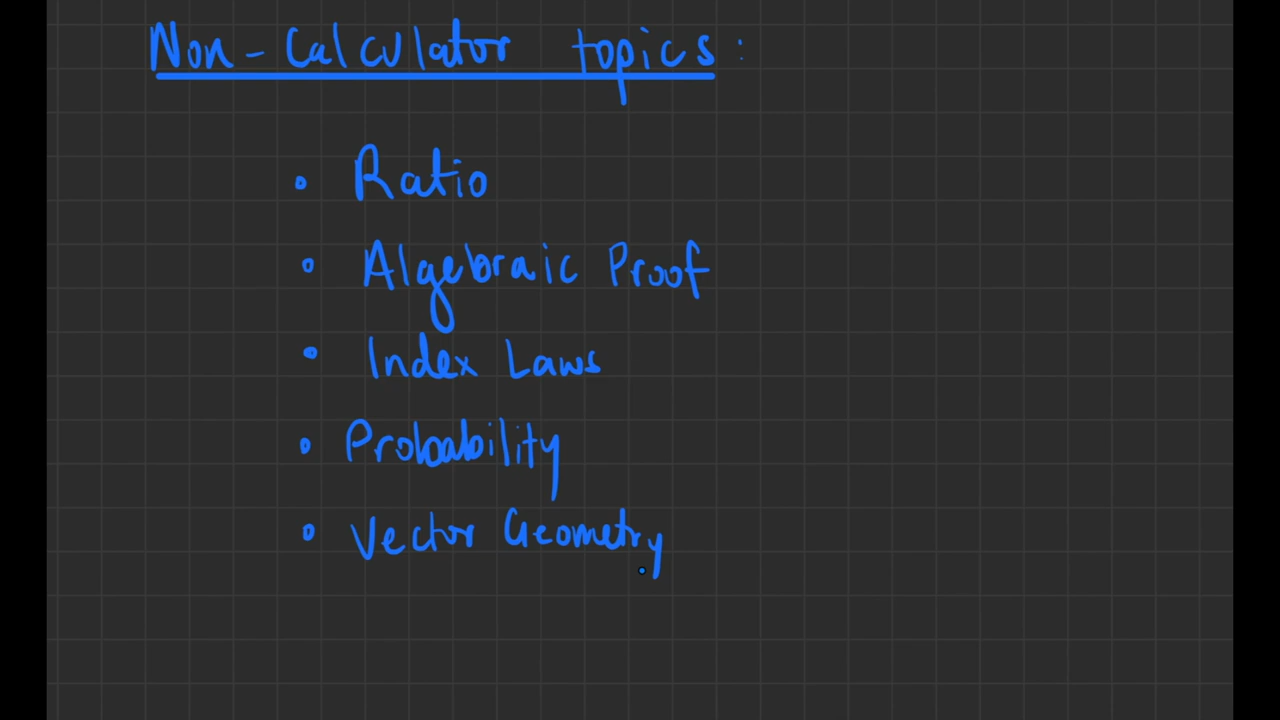 Non-Calculator topics:
• Ratio
• Algebraic Proof
• Index Laws
• Probability
• Vector Geometry